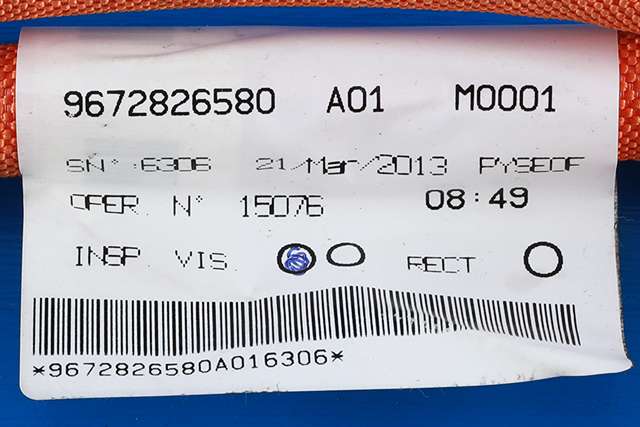 9672826580 A01 M0001
SN° :6306 21/Mar/2013 PYSEOF
OPER. N° 15076 08:49
INSP. VIS. RECT
*9672826580A016306*